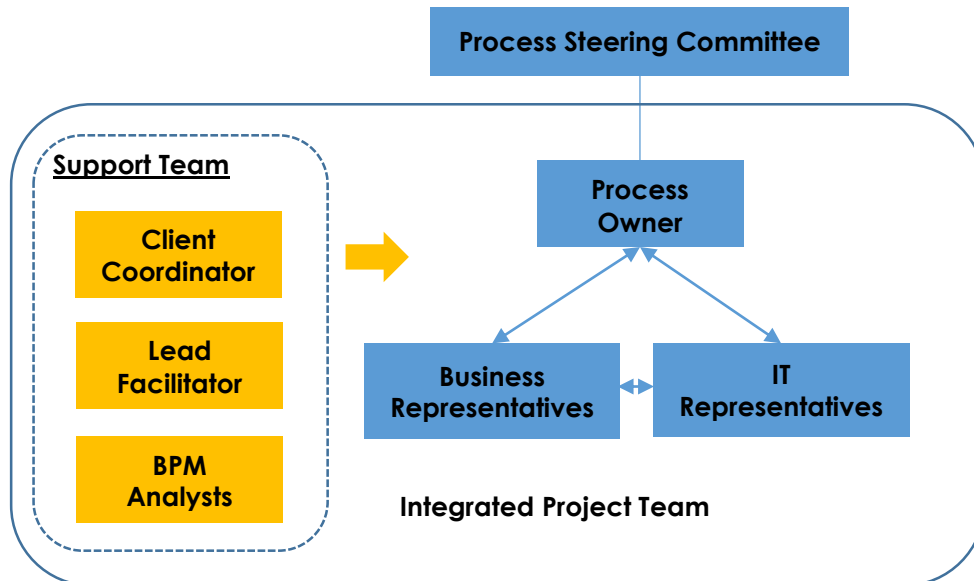 Process Steering Committee
Support Team
Client
Coordinator
Lead
Facilitator
BPM
Analysts
Process
Owner
Business
Representatives
IT
Representatives
Integrated Project Team